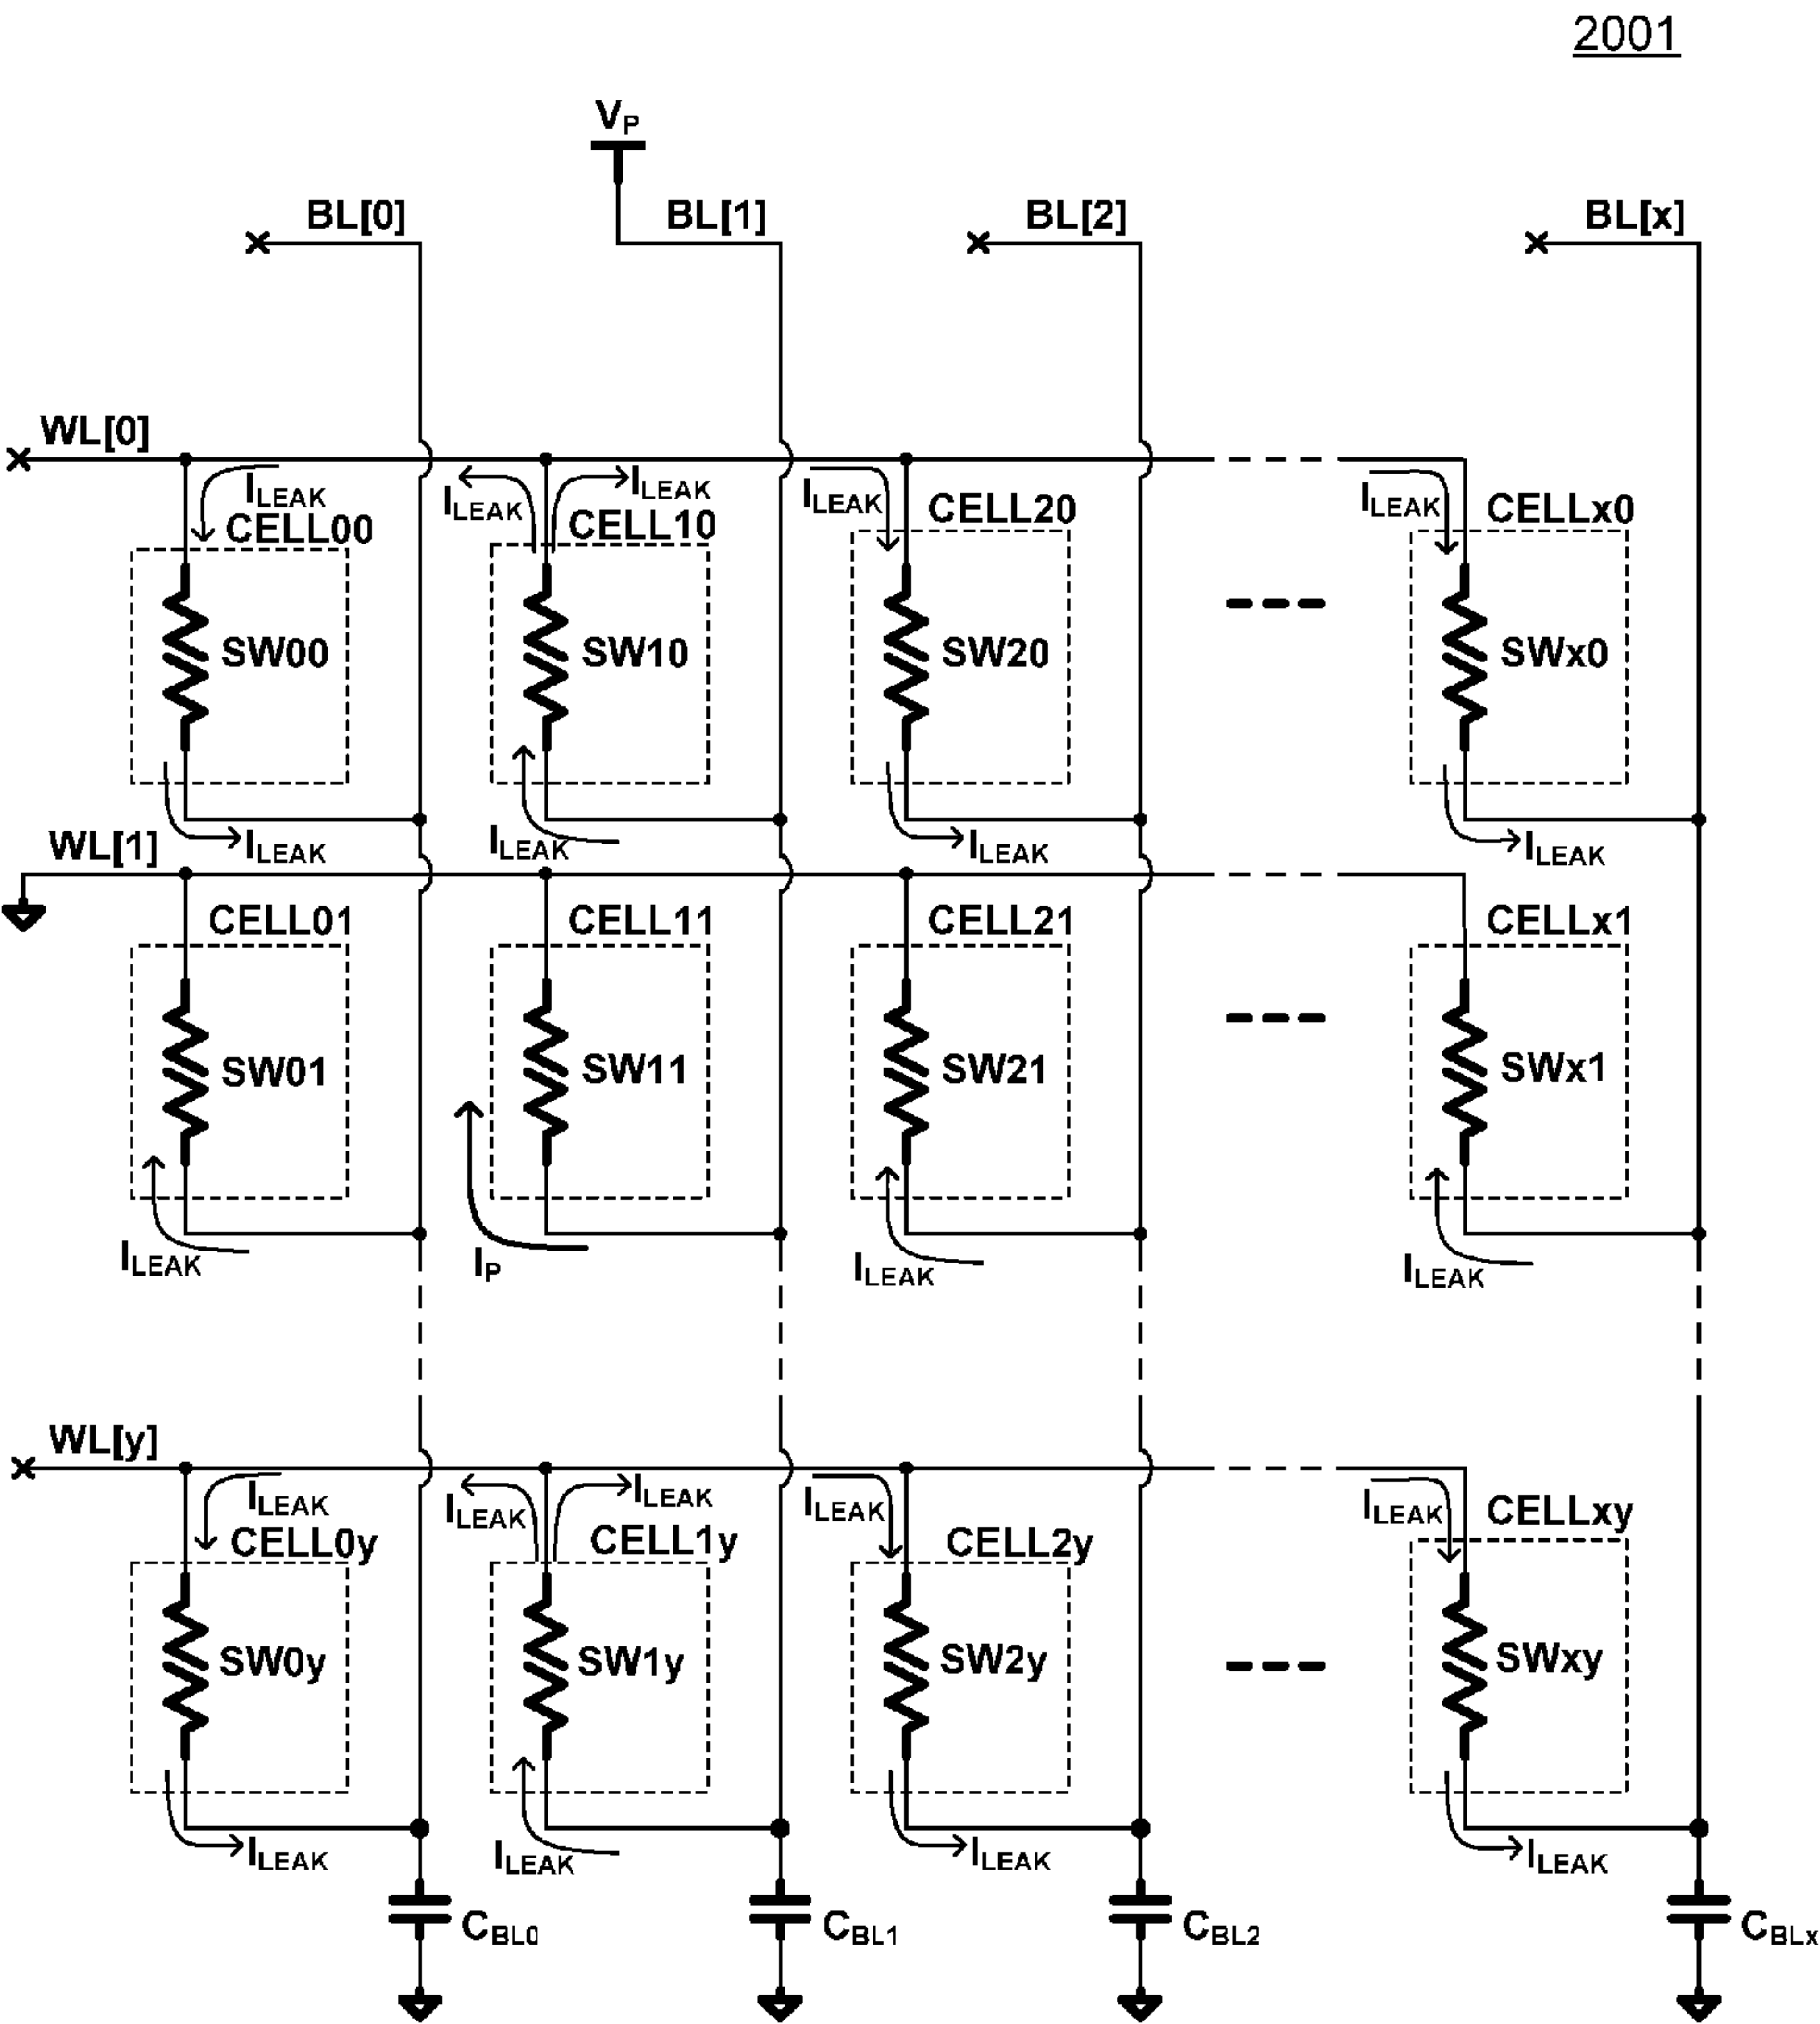 2001
VP
BL[0] BL[1] BL[2] BL[x]
WL[0]
ILEAK ILEAK ILEAK ILEAK ILEAK
CELL00 CELL10 CELL20 CELLx0
SW00 SW10 SW20 SWx0
WL[1] ILEAK ILEAK ILEAK ILEAK
CELL01 CELL11 CELL21 CELLx1
SW01 SW11 SW21 SWx1
ILEAK IP ILEAK ILEAK
WL[y]
ILEAK ILEAK ILEAK ILEAK ILEAK
CELL0y CELL1y CELL2y CELLxy
SW0y SW1y SW2y SWxy
ILEAK ILEAK ILEAK ILEAK
CBL0 CBL1 CBL2 CBLx